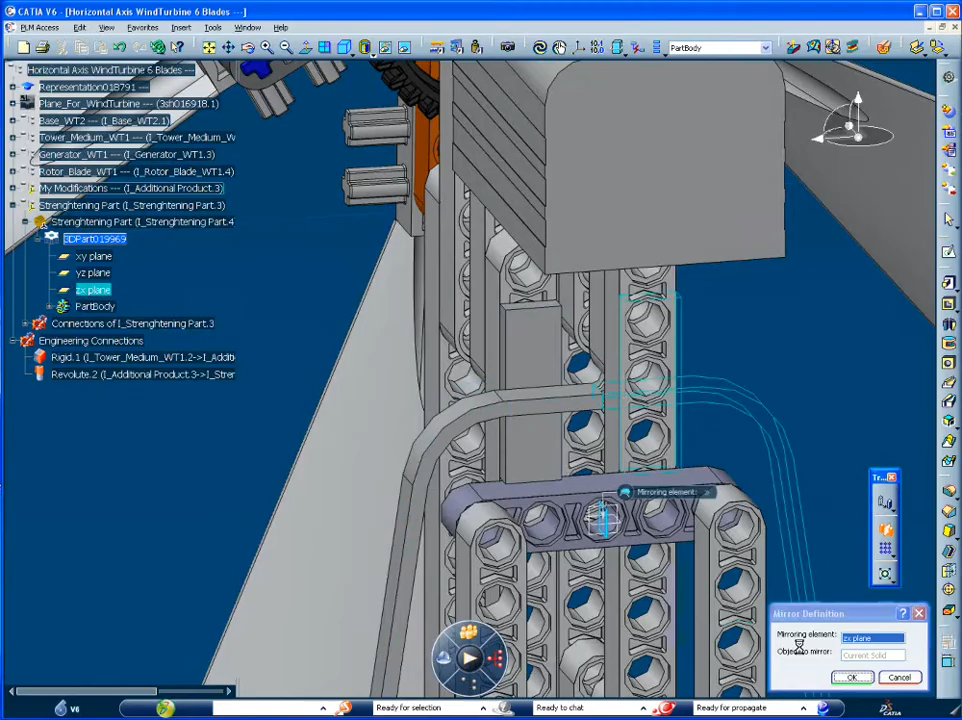 CATIA V6 - [Horizontal Axis WindTurbine 6 Blades ---]
PLM Access Edit View Favorites Insert Tools Window Help
PartBody
Horizontal Axis WindTurbine 6 Blades ---
Representation018791 ---
Plane_For_WindTurbine --- (3sh016918.1)
Base_WT2 --- (I_Base_WT2.1)
Tower_Medium_WT1 --- (I_Tower_Medium_W
Generator_WT1 --- (I_Generator_WT1.3)
Rotor_Blade_WT1 --- (I_Rotor_Blade_WT1.4)
My Modifications --- (I_Additional Product.3)
Strenghtening Part (I_Strenghtening Part.3)
Strenghtening Part (I_Strenghtening Part.4
3DPart019969
xy plane
yz plane
zx plane
PartBody
Connections of I_Strenghtening Part.3
Engineering Connections
Rigid.1 (I_Tower_Medium_WT1.2->I_Additi
Revolute.2 (I_Additional Product.3->I_Stren
Mirroring element:
Tr...
Mirror Definition
Mirroring element: zx plane
Object to mirror: Current Solid
OK Cancel
V6
Ready for selection
Ready to chat
Ready for propagate
CATIA